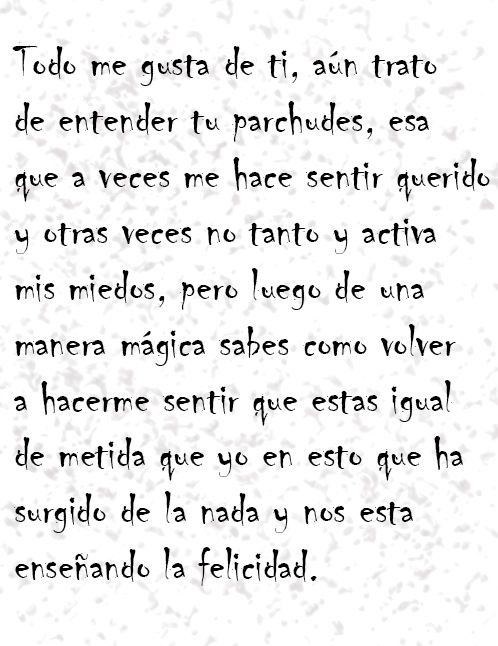 Todo me gusta de ti, aún trato
de entender tu parchudes, esa
que a veces me hace sentir querido
y otras veces no tanto y activa
mis miedos, pero luego de una
manera mágica sabes como volver
a hacerme sentir que estas igual
de metida que yo en esto que ha
surgido de la nada y nos esta
enseñando la felicidad.